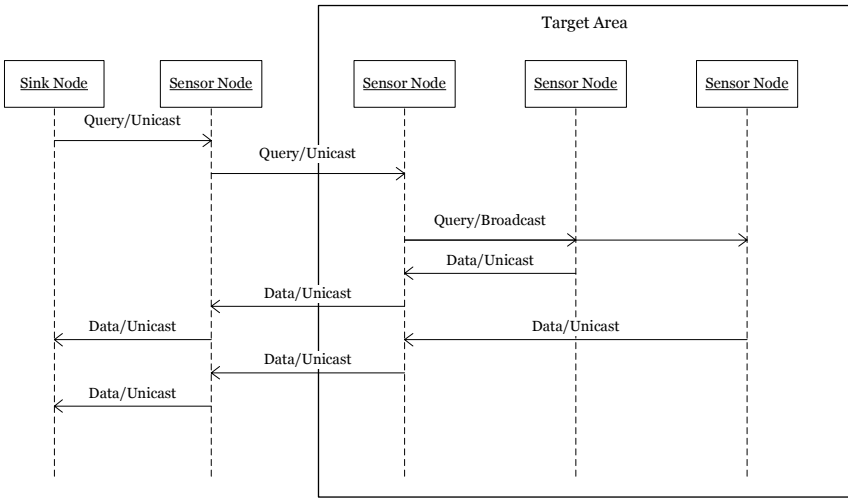 Target Area
Sink Node
Sensor Node
Sensor Node
Sensor Node
Sensor Node
Query/Unicast
Query/Unicast
Query/Broadcast
Data/Unicast
Data/Unicast
Data/Unicast
Data/Unicast
Data/Unicast
Data/Unicast